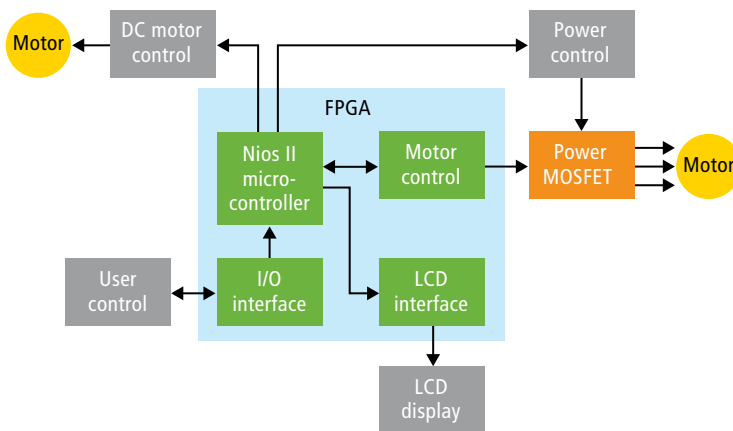 Motor
DC motor
control
Power
control
FPGA
Nios II
micro-
controller
Motor
control
Power
MOSFET
Motor
User
control
I/O
interface
LCD
interface
LCD
display